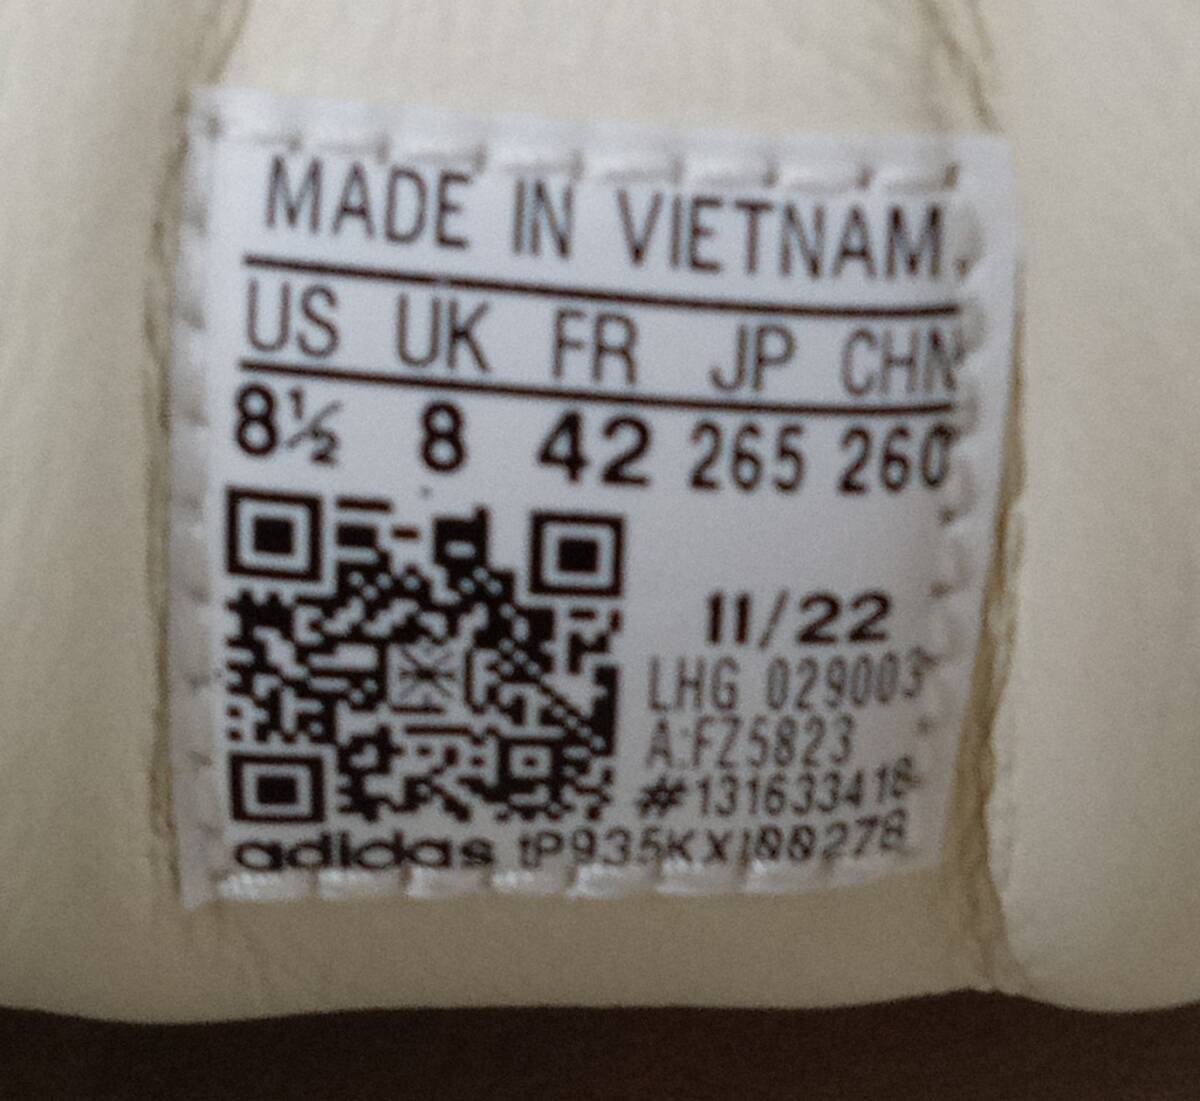 MADE IN VIETNAM
US UK FR JP CHN
8½ 8 42 265 260
11/22
LHG 029003
A:FZ5823
#131633418
adidas tP935KX100278